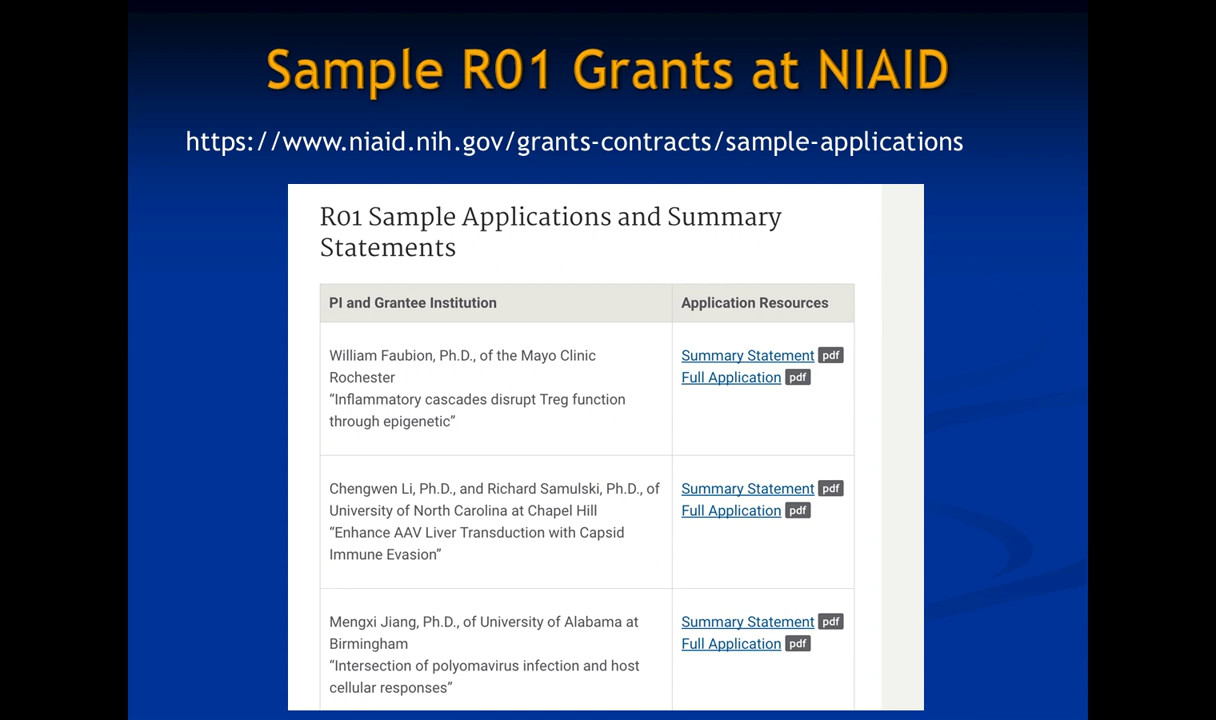 Sample R01 Grants at NIAID
https://www.niaid.nih.gov/grants-contracts/sample-applications
R01 Sample Applications and Summary
Statements
PI and Grantee Institution
Application Resources
William Faubion, Ph.D., of the Mayo Clinic
Rochester
“Inflammatory cascades disrupt Treg function
through epigenetic”
Summary Statement pdf
Full Application pdf
Chengwen Li, Ph.D., and Richard Samulski, Ph.D., of
University of North Carolina at Chapel Hill
“Enhance AAV Liver Transduction with Capsid
Immune Evasion”
Summary Statement pdf
Full Application pdf
Mengxi Jiang, Ph.D., of University of Alabama at
Birmingham
“Intersection of polyomavirus infection and host
cellular responses”
Summary Statement pdf
Full Application pdf